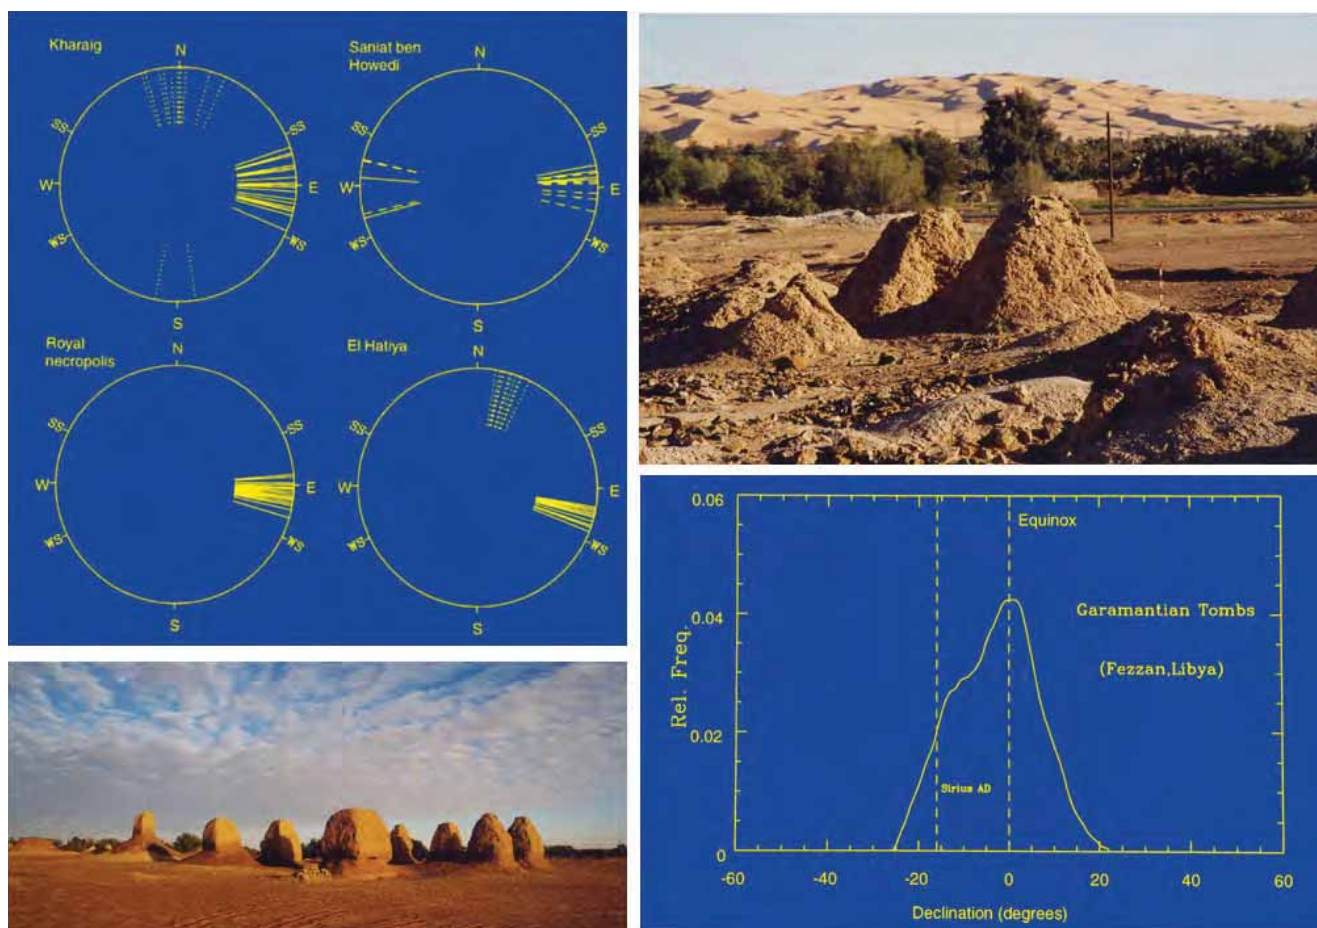 Kharaig
N
SS
SS
W
E
WS
WS
S
Saniat ben
Howedi
N
SS
SS
W
E
WS
WS
S
Royal
necropolis
N
SS
SS
W
E
WS
WS
S
El Hatiya
N
SS
SS
W
E
WS
WS
S
0.06
0.04
0.02
0
Rel. Freq.
Equinox
Garamantian Tombs
(Fezzan,Libya)
Sirius AD
-60
-40
-20
0
20
40
60
Declination (degrees)